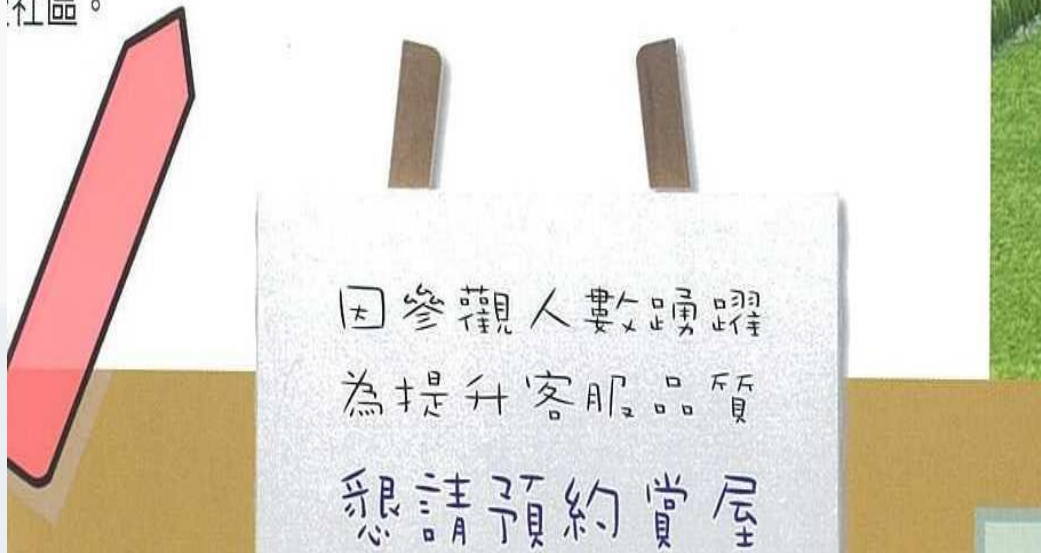 社區。
因參觀人數踴躍
為提升客服品質
懇請預約賞屋